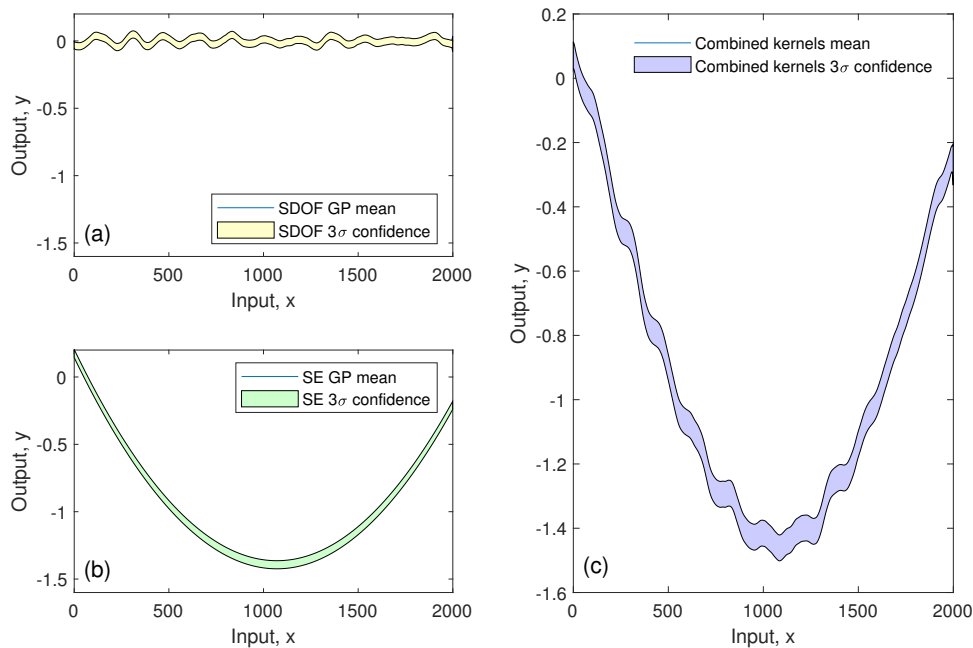 0
-0.5
-1
-1.5
Output, y
SDOF GP mean
SDOF 3σ confidence
(a)
0 500 1000 1500 2000
Input, x
0
-0.5
-1
-1.5
Output, y
SE GP mean
SE 3σ confidence
(b)
0 500 1000 1500 2000
Input, x
0.2
0
-0.2
-0.4
-0.6
-0.8
-1
-1.2
-1.4
-1.6
Output, y
Combined kernels mean
Combined kernels 3σ confidence
(c)
0 500 1000 1500 2000
Input, x